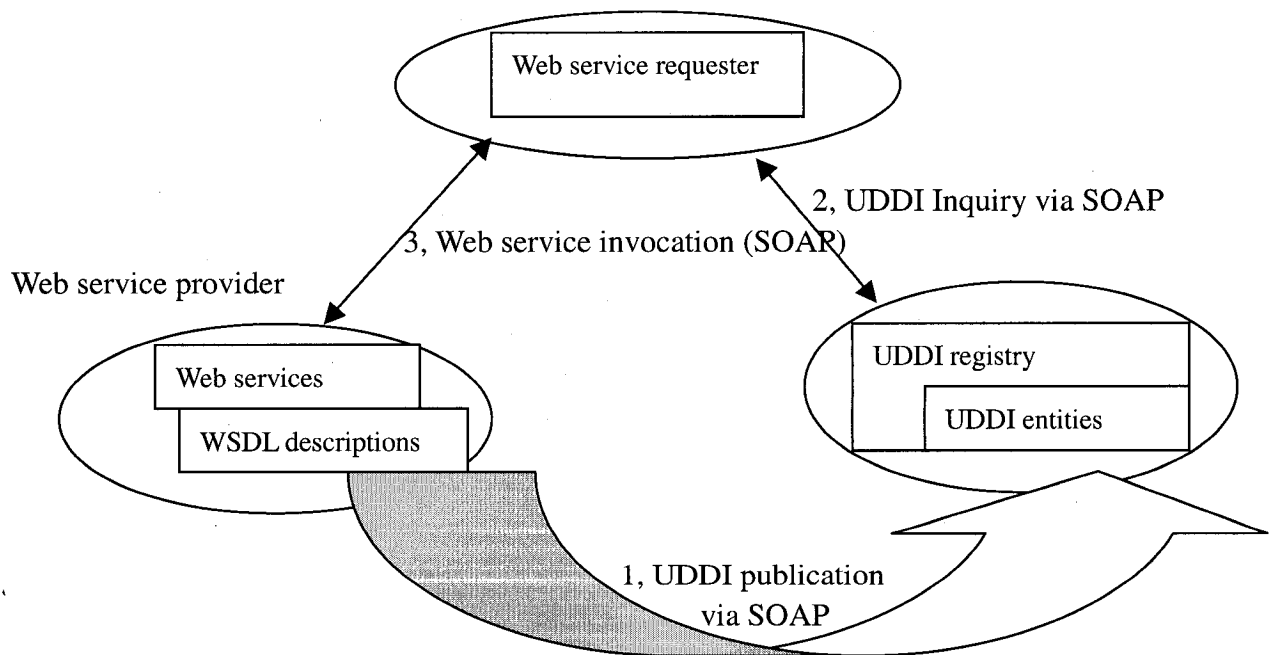 Web service requester
2, UDDI Inquiry via SOAP
3, Web service invocation (SOAP)
Web service provider
Web services
WSDL descriptions
UDDI registry
UDDI entities
1, UDDI publication
via SOAP